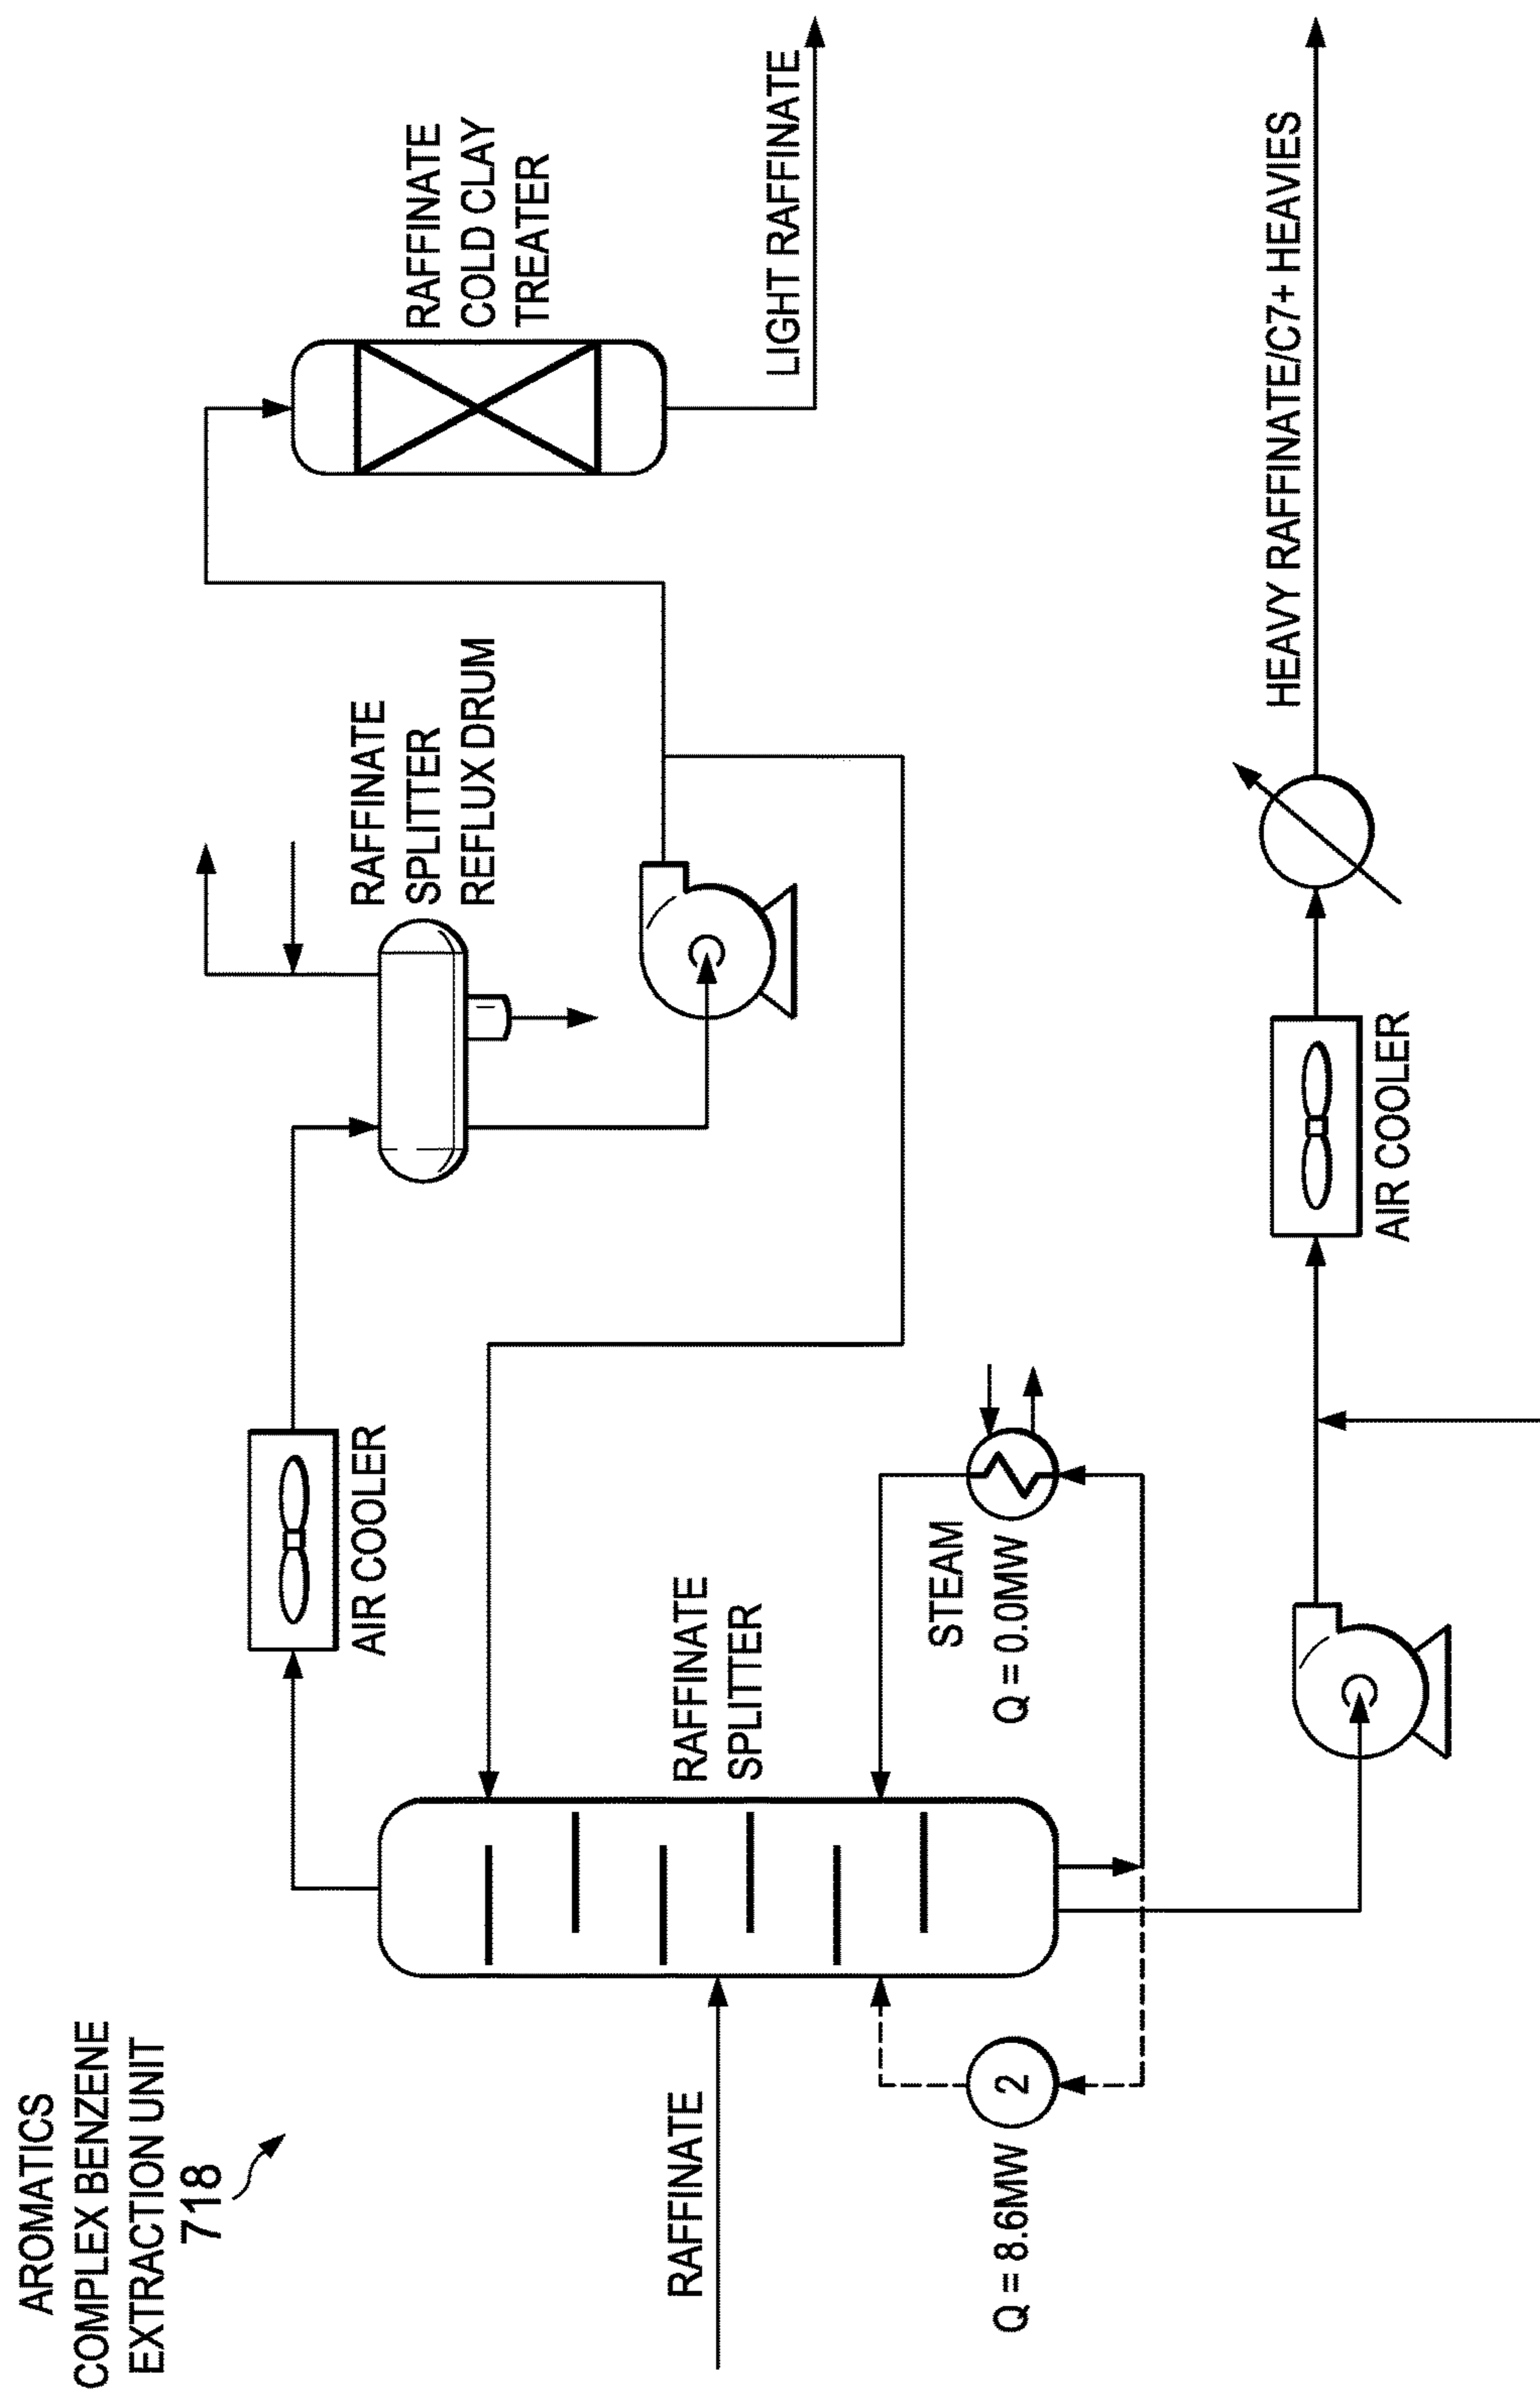 AROMATICS
COMPLEX BENZENE
EXTRACTION UNIT
718
AIR COOLER
RAFFINATE
SPLITTER
REFLUX DRUM
RAFFINATE
COLD CLAY
TREATER
RAFFINATE
RAFFINATE
SPLITTER
LIGHT RAFFINATE
2
Q = 8.6MW
STEAM
Q = 0.0MW
AIR COOLER
HEAVY RAFFINATE/C7+ HEAVIES